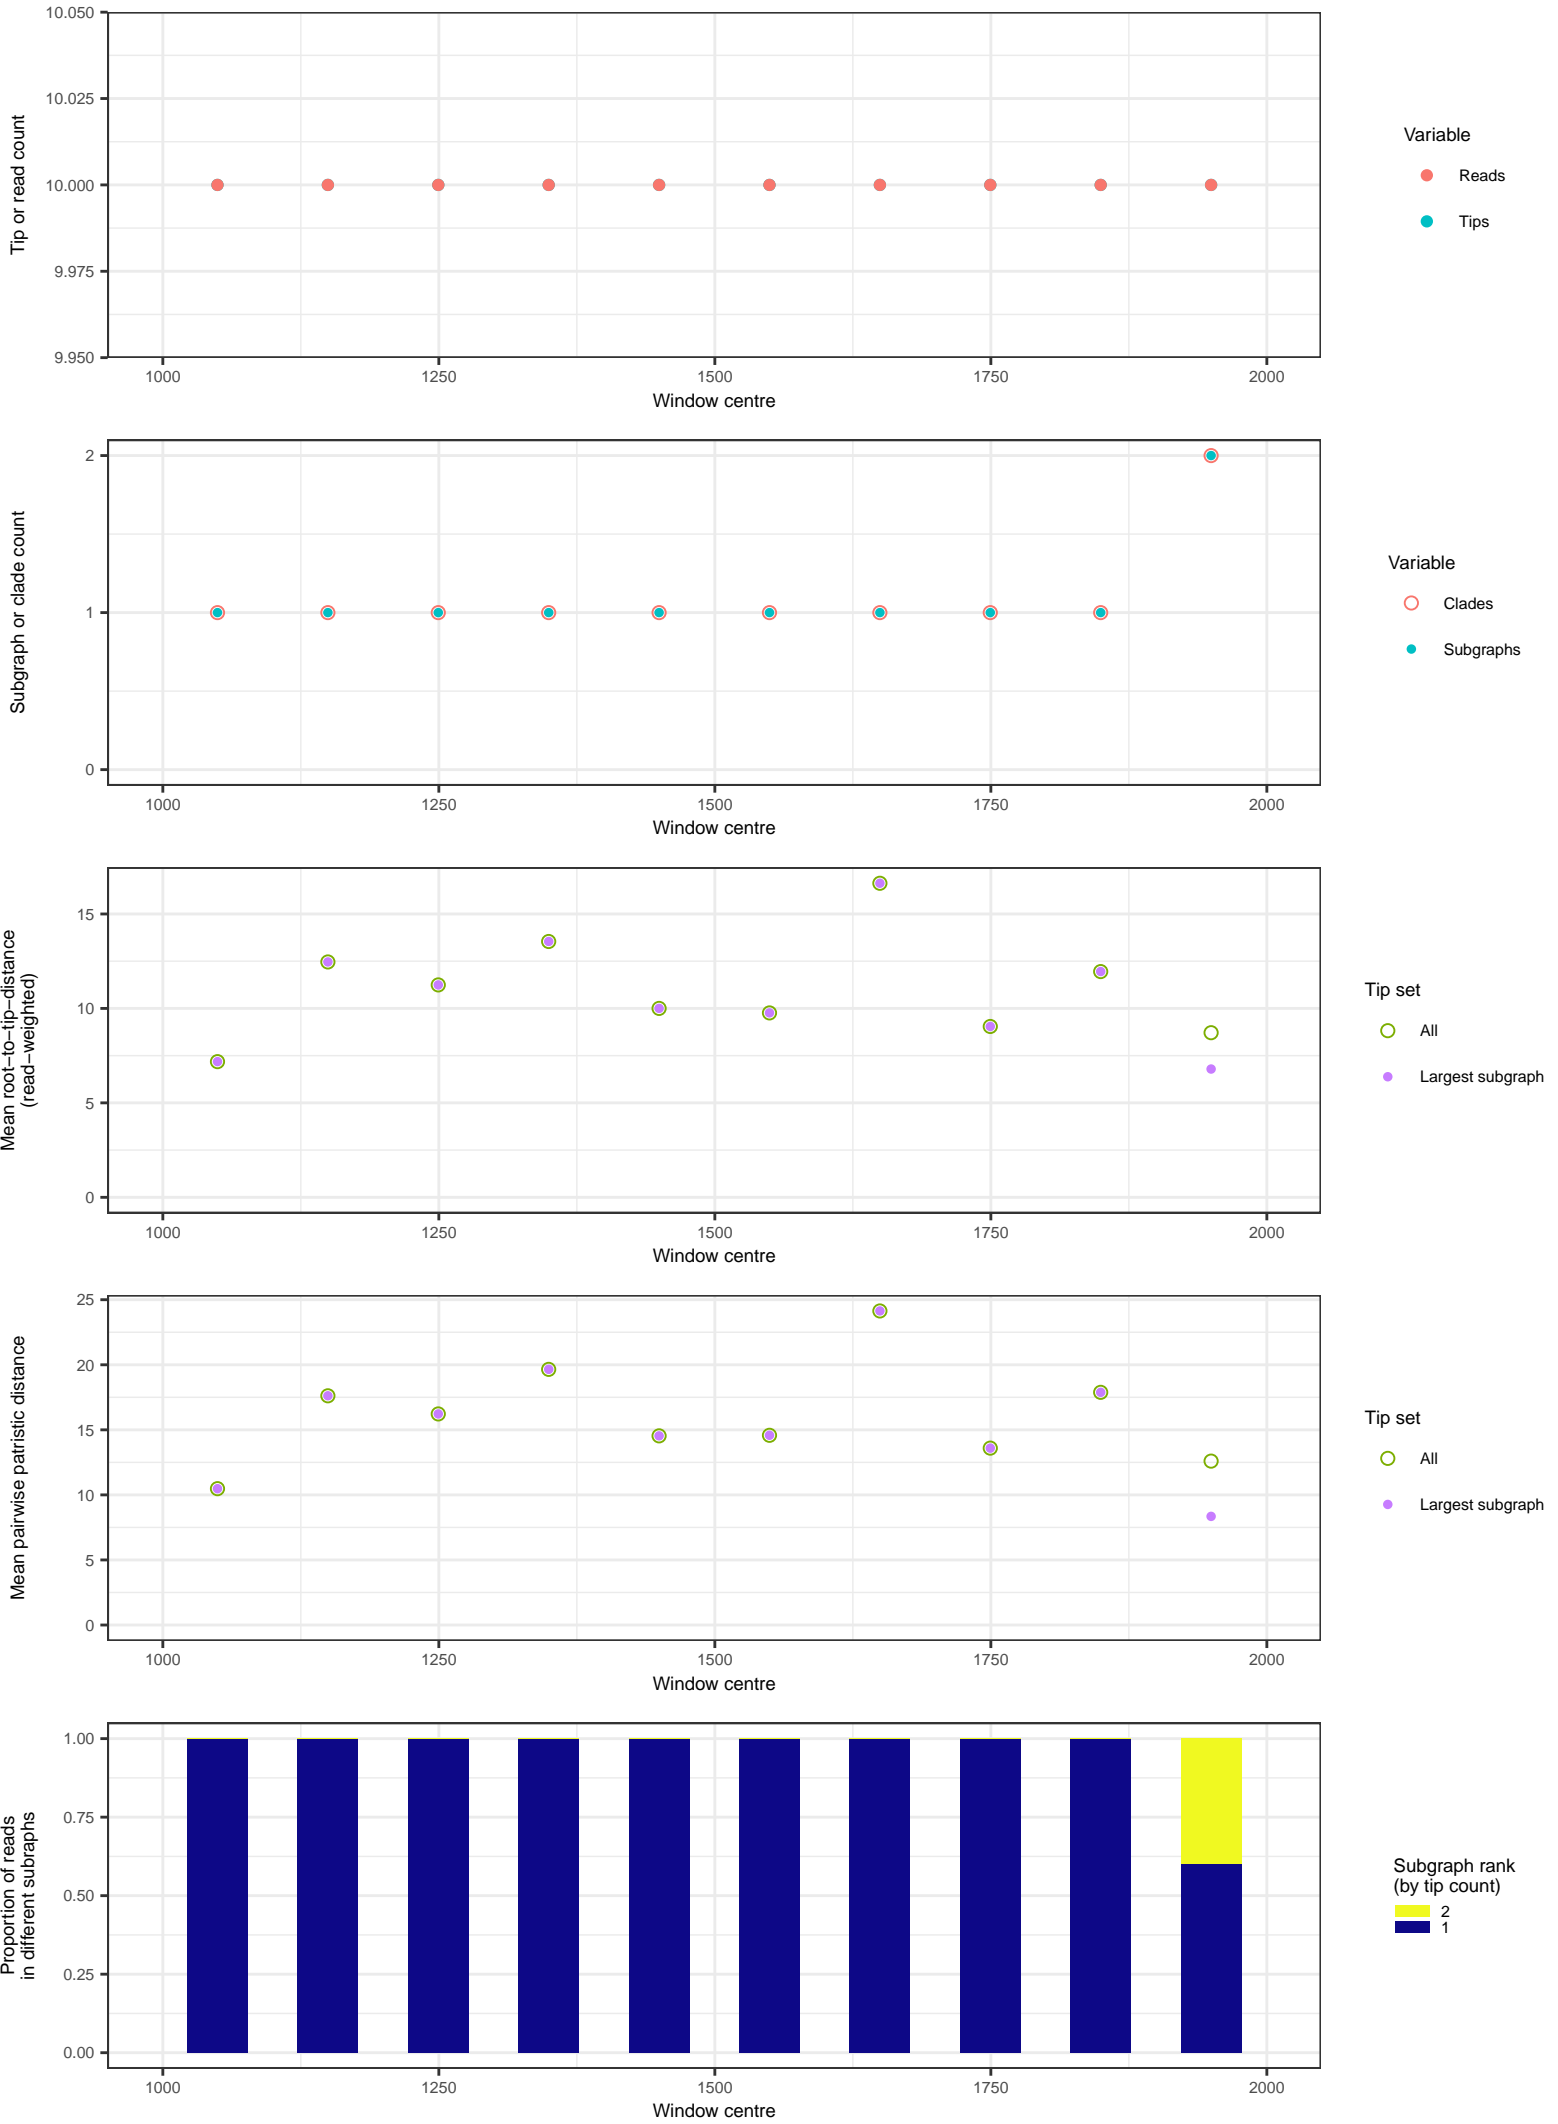 10.050
10.025
10.000
9.975
9.950
Tip or read count
1000 1250 1500 1750 2000
Window centre
Variable
Reads
Tips
2
1
0
Subgraph or clade count
1000 1250 1500 1750 2000
Window centre
Variable
Clades
Subgraphs
15
10
5
0
Mean root−to−tip−distance
(read−weighted)
1000 1250 1500 1750 2000
Window centre
Tip set
All
Largest subgraph
25
20
15
10
5
0
Mean pairwise patristic distance
1000 1250 1500 1750 2000
Window centre
Tip set
All
Largest subgraph
1.00
0.75
0.50
0.25
0.00
Proportion of reads
in different subraphs
1000 1250 1500 1750 2000
Window centre
Subgraph rank
(by tip count)
2
1